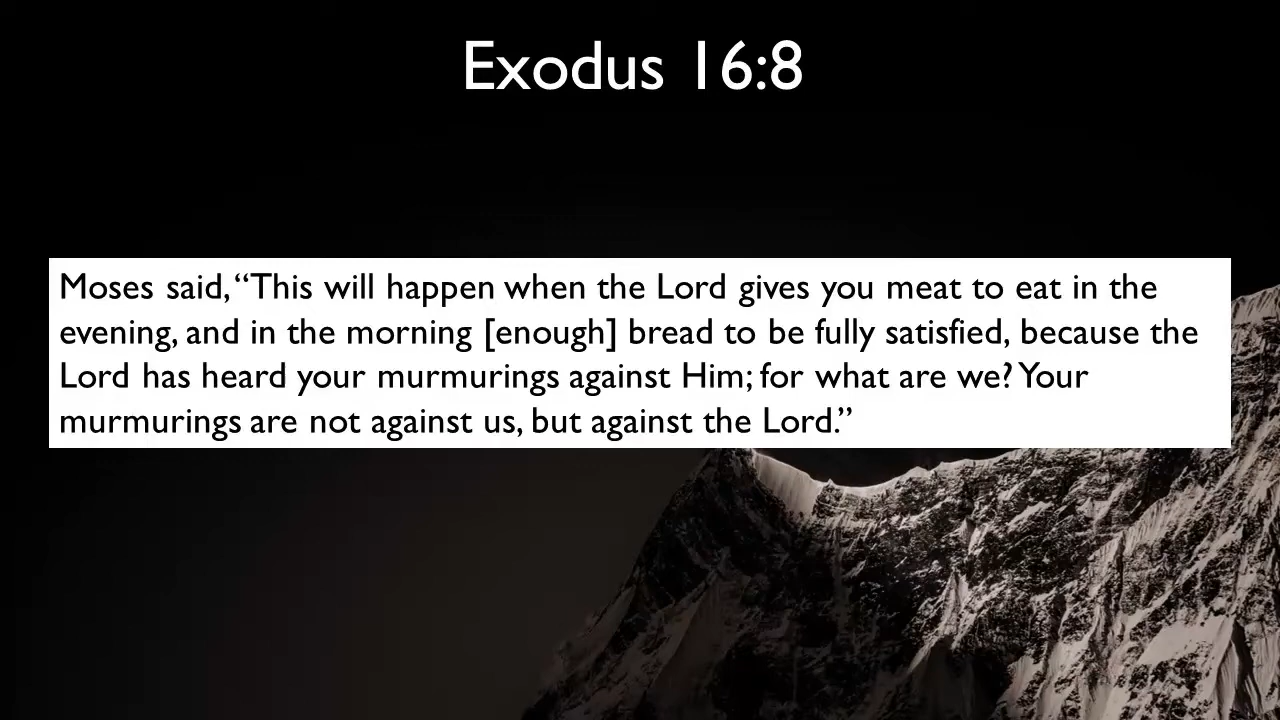 Exodus 16:8
Moses said, “This will happen when the Lord gives you meat to eat in the
evening, and in the morning [enough] bread to be fully satisfied, because the
Lord has heard your murmurings against Him; for what are we? Your
murmurings are not against us, but against the Lord.”